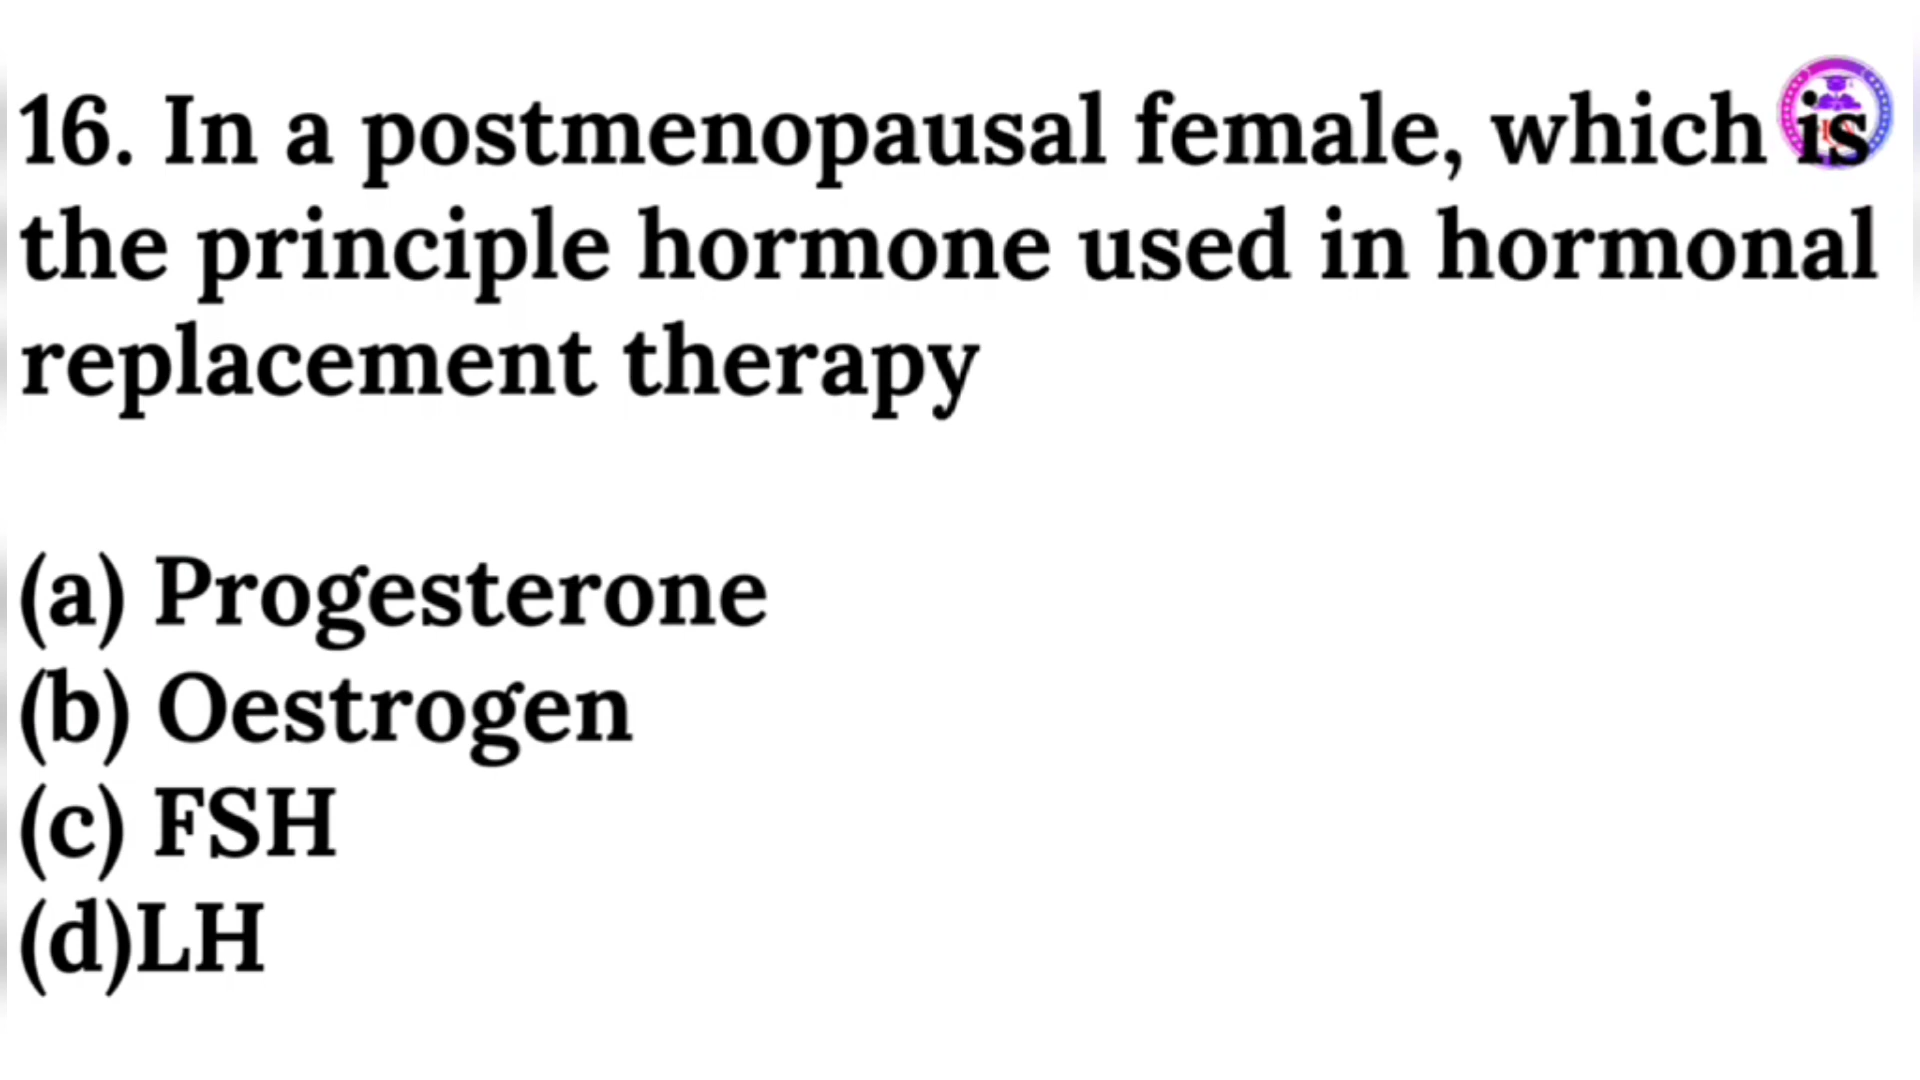 16. In a postmenopausal female, which is
the principle hormone used in hormonal
replacement therapy
(a) Progesterone
(b) Oestrogen
(c) FSH
(d)LH